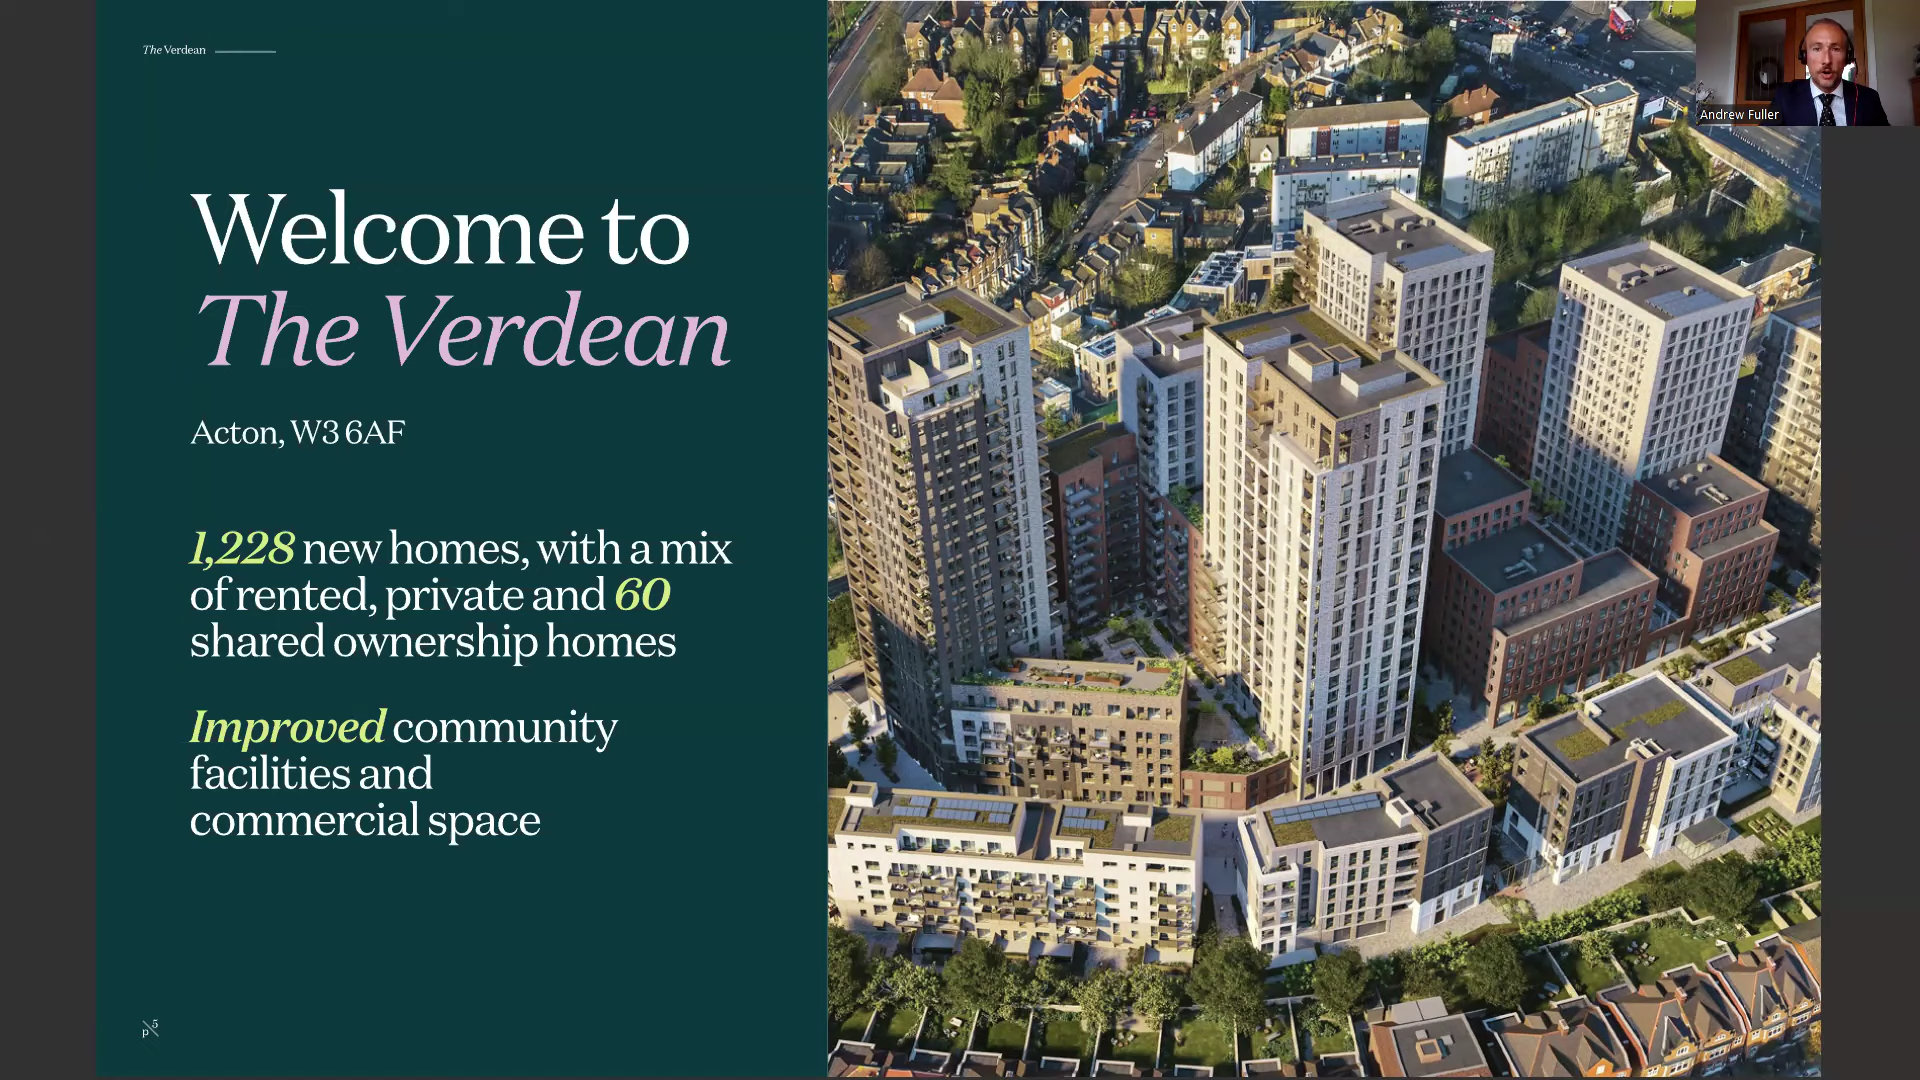 The Verdean
Andrew Fuller
Welcome to
The Verdean
Acton, W3 6AF
1,228 new homes, with a mix
of rented, private and 60
shared ownership homes
Improved community
facilities and
commercial space
p 5